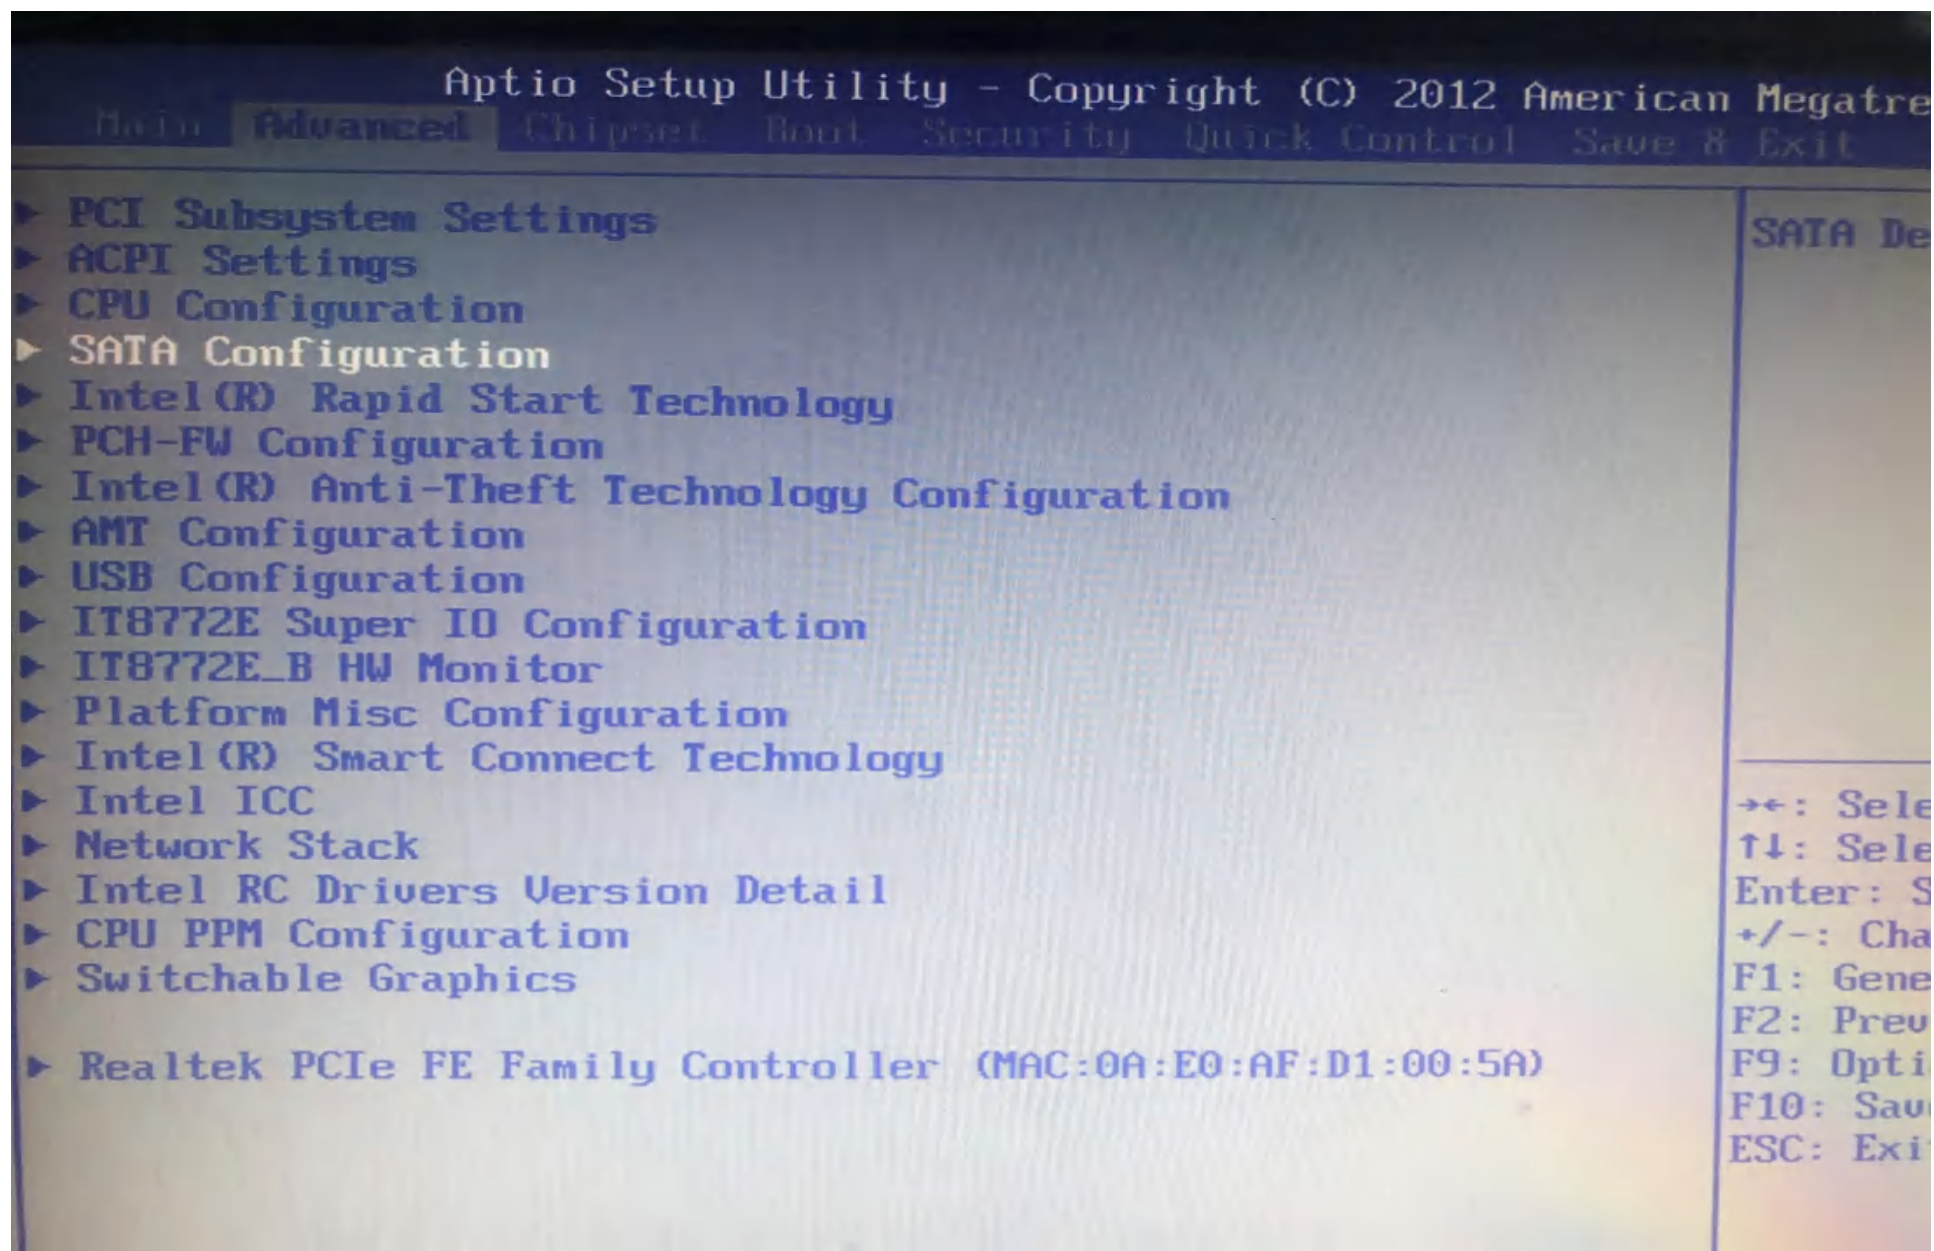 Aptio Setup Utility - Copyright (C) 2012 American Megatre
Main Advanced Chipset Boot Security Quick Control Save & Exit
► PCI Subsystem Settings
► ACPI Settings
► CPU Configuration
► SATA Configuration
► Intel(R) Rapid Start Technology
► PCH-FW Configuration
► Intel(R) Anti-Theft Technology Configuration
► AMT Configuration
► USB Configuration
► IT8772E Super IO Configuration
► IT8772E_B HW Monitor
► Platform Misc Configuration
► Intel(R) Smart Connect Technology
► Intel ICC
► Network Stack
► Intel RC Drivers Version Detail
► CPU PPM Configuration
► Switchable Graphics
► Realtek PCIe FE Family Controller (MAC:0A:E0:AF:D1:00:5A)
SATA De
→←: Sele
↑↓: Sele
Enter: S
+/-: Cha
F1: Gene
F2: Prev
F9: Opti
F10: Sav
ESC: Exi